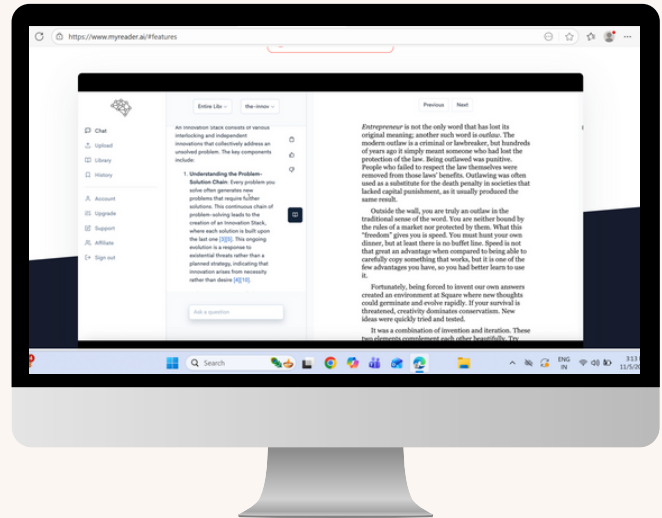 https://www.myreader.ai/#features
Entire Lib
the-innov
Chat
Upload
Library
History
Account
Upgrade
Support
Affiliate
Sign out
An Innovation Stack consists of various
interlocking and independent
innovations that collectively address an
unsolved problem. The key components
include:
1. Understanding the Problem-
Solution Chain: Every problem you
solve often generates new
problems that require further
solutions. This continuous chain of
problem-solving leads to the
creation of an Innovation Stack,
where each solution is built upon
the last one [3][5]. This ongoing
evolution is a response to
existential threats rather than a
planned strategy, indicating that
innovation arises from necessity
rather than desire [4][10].
Ask a question
Previous Next
Entrepreneur is not the only word that has lost its
original meaning; another such word is outlaw. The
modern outlaw is a criminal or lawbreaker, but hundreds
of years ago it simply meant someone who had lost the
protection of the law. Being outlawed was punitive.
People who failed to respect the law themselves were
removed from those laws' benefits. Outlawing was often
used as a substitute for the death penalty in societies that
lacked capital punishment, as it usually produced the
same result.
Outside the wall, you are truly an outlaw in the
traditional sense of the word. You are neither bound by
the rules of a market nor protected by them. What this
"freedom" gives you is speed. You must hunt your own
dinner, but at least there is no buffet line. Speed is not
that great an advantage when compared to being able to
carefully copy something that works, but it is one of the
few advantages you have, so you had better learn to use
it.
Fortunately, being forced to invent our own answers
created an environment at Square where new thoughts
could germinate and evolve rapidly. If your survival is
threatened, creativity dominates conservatism. New
ideas were quickly tried and tested.
It was a combination of invention and iteration. These
two elements complement each other beautifully. Try
Search
ENG
IN
3:13
11/5/20